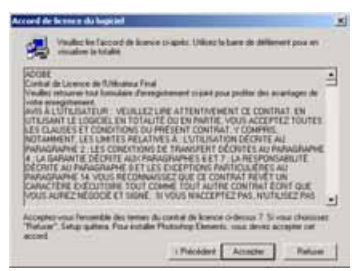 Accord de licence du logiciel
Veuillez lire l'accord de licence ci-après. Utilisez la barre de défilement pour en
visualiser la totalité.
ADOBE
Contrat de Licence de l'Utilisateur Final
Veuillez retourner tout formulaire d'enregistrement ci-joint pour profiter des avantages de
votre enregistrement.
AVIS À L'UTILISATEUR : VEUILLEZ LIRE ATTENTIVEMENT CE CONTRAT. EN
UTILISANT LE LOGICIEL EN TOTALITÉ OU EN PARTIE, VOUS ACCEPTEZ TOUTES
LES CLAUSES ET CONDITIONS DU PRÉSENT CONTRAT, Y COMPRIS,
NOTAMMENT, LES LIMITES RELATIVES À : L'UTILISATION DÉCRITE AU
PARAGRAPHE 2 ; LES CONDITIONS DE TRANSFERT DÉCRITES AU PARAGRAPHE
4 ; LA GARANTIE DÉCRITE AUX PARAGRAPHES 6 ET 7 ; LA RESPONSABILITÉ
DÉCRITE AU PARAGRAPHE 8 ET LES EXCEPTIONS PARTICULIÈRES AU
PARAGRAPHE 14. VOUS RECONNAISSEZ QUE CE CONTRAT REVÊT UN
CARACTÈRE EXÉCUTOIRE TOUT COMME TOUT AUTRE CONTRAT ÉCRIT QUE
VOUS AURIEZ NÉGOCIÉ ET SIGNÉ. SI VOUS N'ACCEPTEZ PAS, N'UTILISEZ PAS
Acceptez-vous l'ensemble des termes du contrat de licence ci-dessus ? Si vous choisissez
"Refuser", Setup quittera. Pour installer Photoshop Elements, vous devez accepter cet
accord.
< Précédent Accepter Refuser